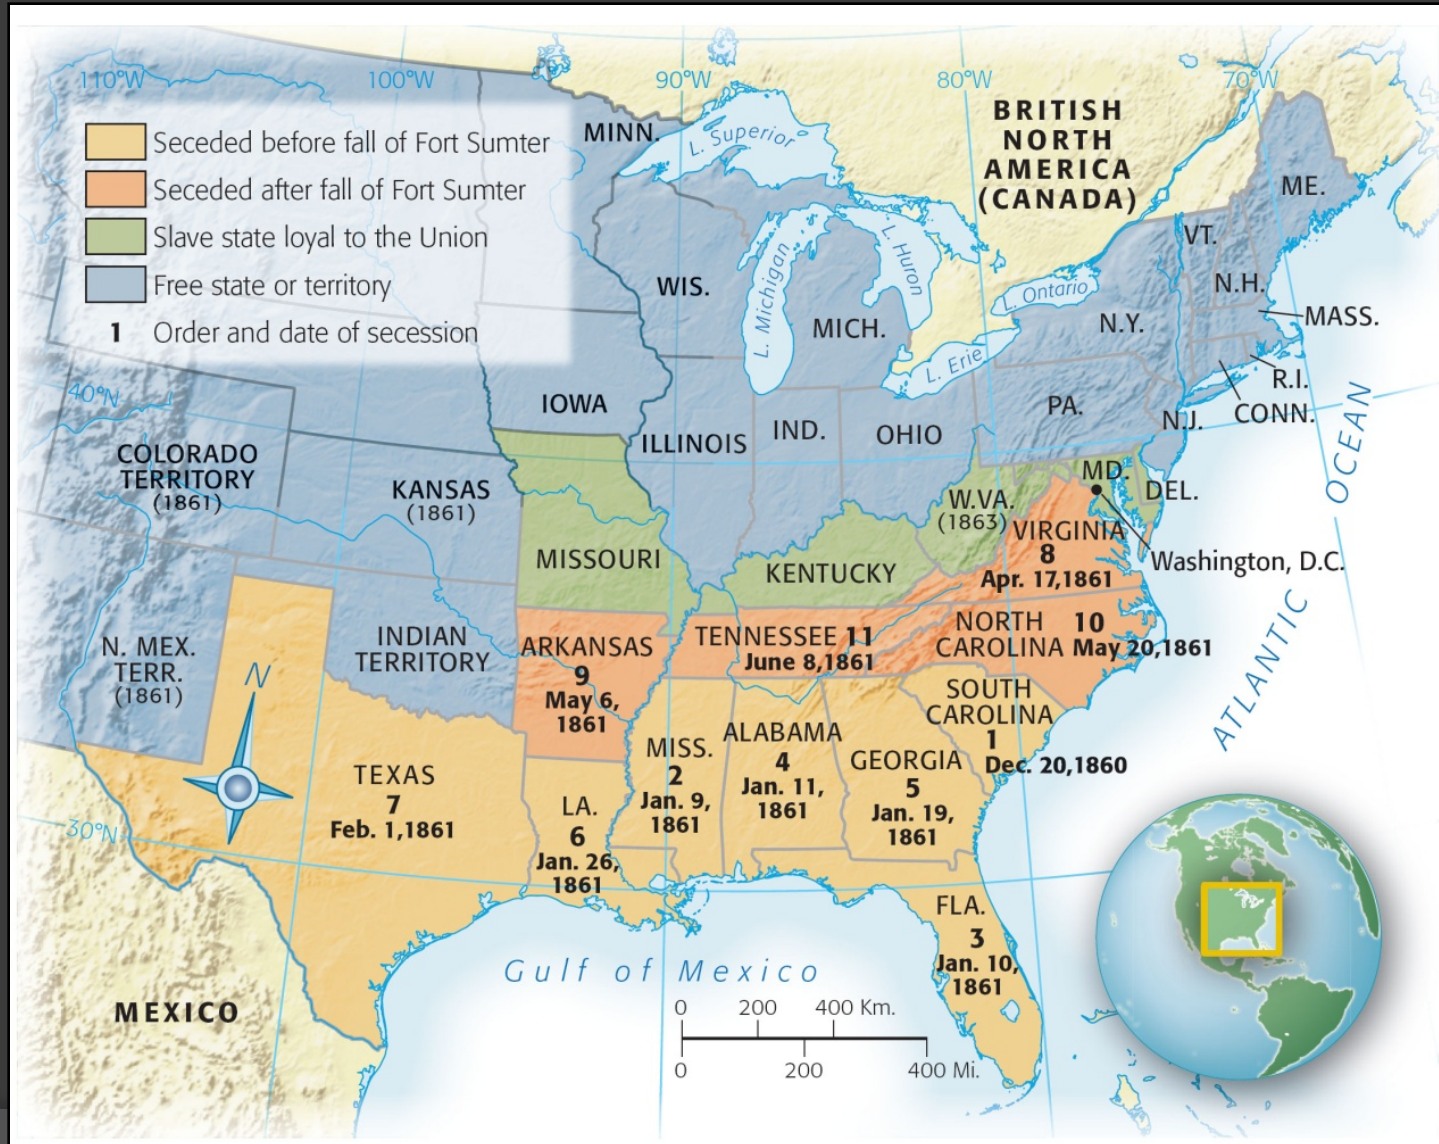 110°W
100°W
90°W
80°W
70°W
Seceded before fall of Fort Sumter
Seceded after fall of Fort Sumter
Slave state loyal to the Union
Free state or territory
1 Order and date of secession
MINN.
L. Superior
BRITISH
NORTH
AMERICA
(CANADA)
ME.
VT.
N.H.
MASS.
WIS.
L. Michigan
L. Huron
MICH.
L. Ontario
N.Y.
L. Erie
R.I.
CONN.
40°N
IOWA
PA.
N.J.
ILLINOIS
IND.
OHIO
COLORADO
TERRITORY
(1861)
KANSAS
(1861)
MD.
DEL.
W.VA.
(1863)
VIRGINIA
8
Apr. 17,1861
Washington, D.C.
ATLANTIC OCEAN
MISSOURI
KENTUCKY
N. MEX.
TERR.
(1861)
N
INDIAN
TERRITORY
ARKANSAS
9
May 6,
1861
TENNESSEE 11
June 8,1861
NORTH 10
CAROLINA May 20,1861
SOUTH
CAROLINA
1
Dec. 20,1860
TEXAS
7
Feb. 1,1861
LA.
6
Jan. 26,
1861
MISS.
2
Jan. 9,
1861
ALABAMA
4
Jan. 11,
1861
GEORGIA
5
Jan. 19,
1861
30°N
FLA.
3
Jan. 10,
1861
Gulf of Mexico
MEXICO
0 200 400 Km.
0 200 400 Mi.